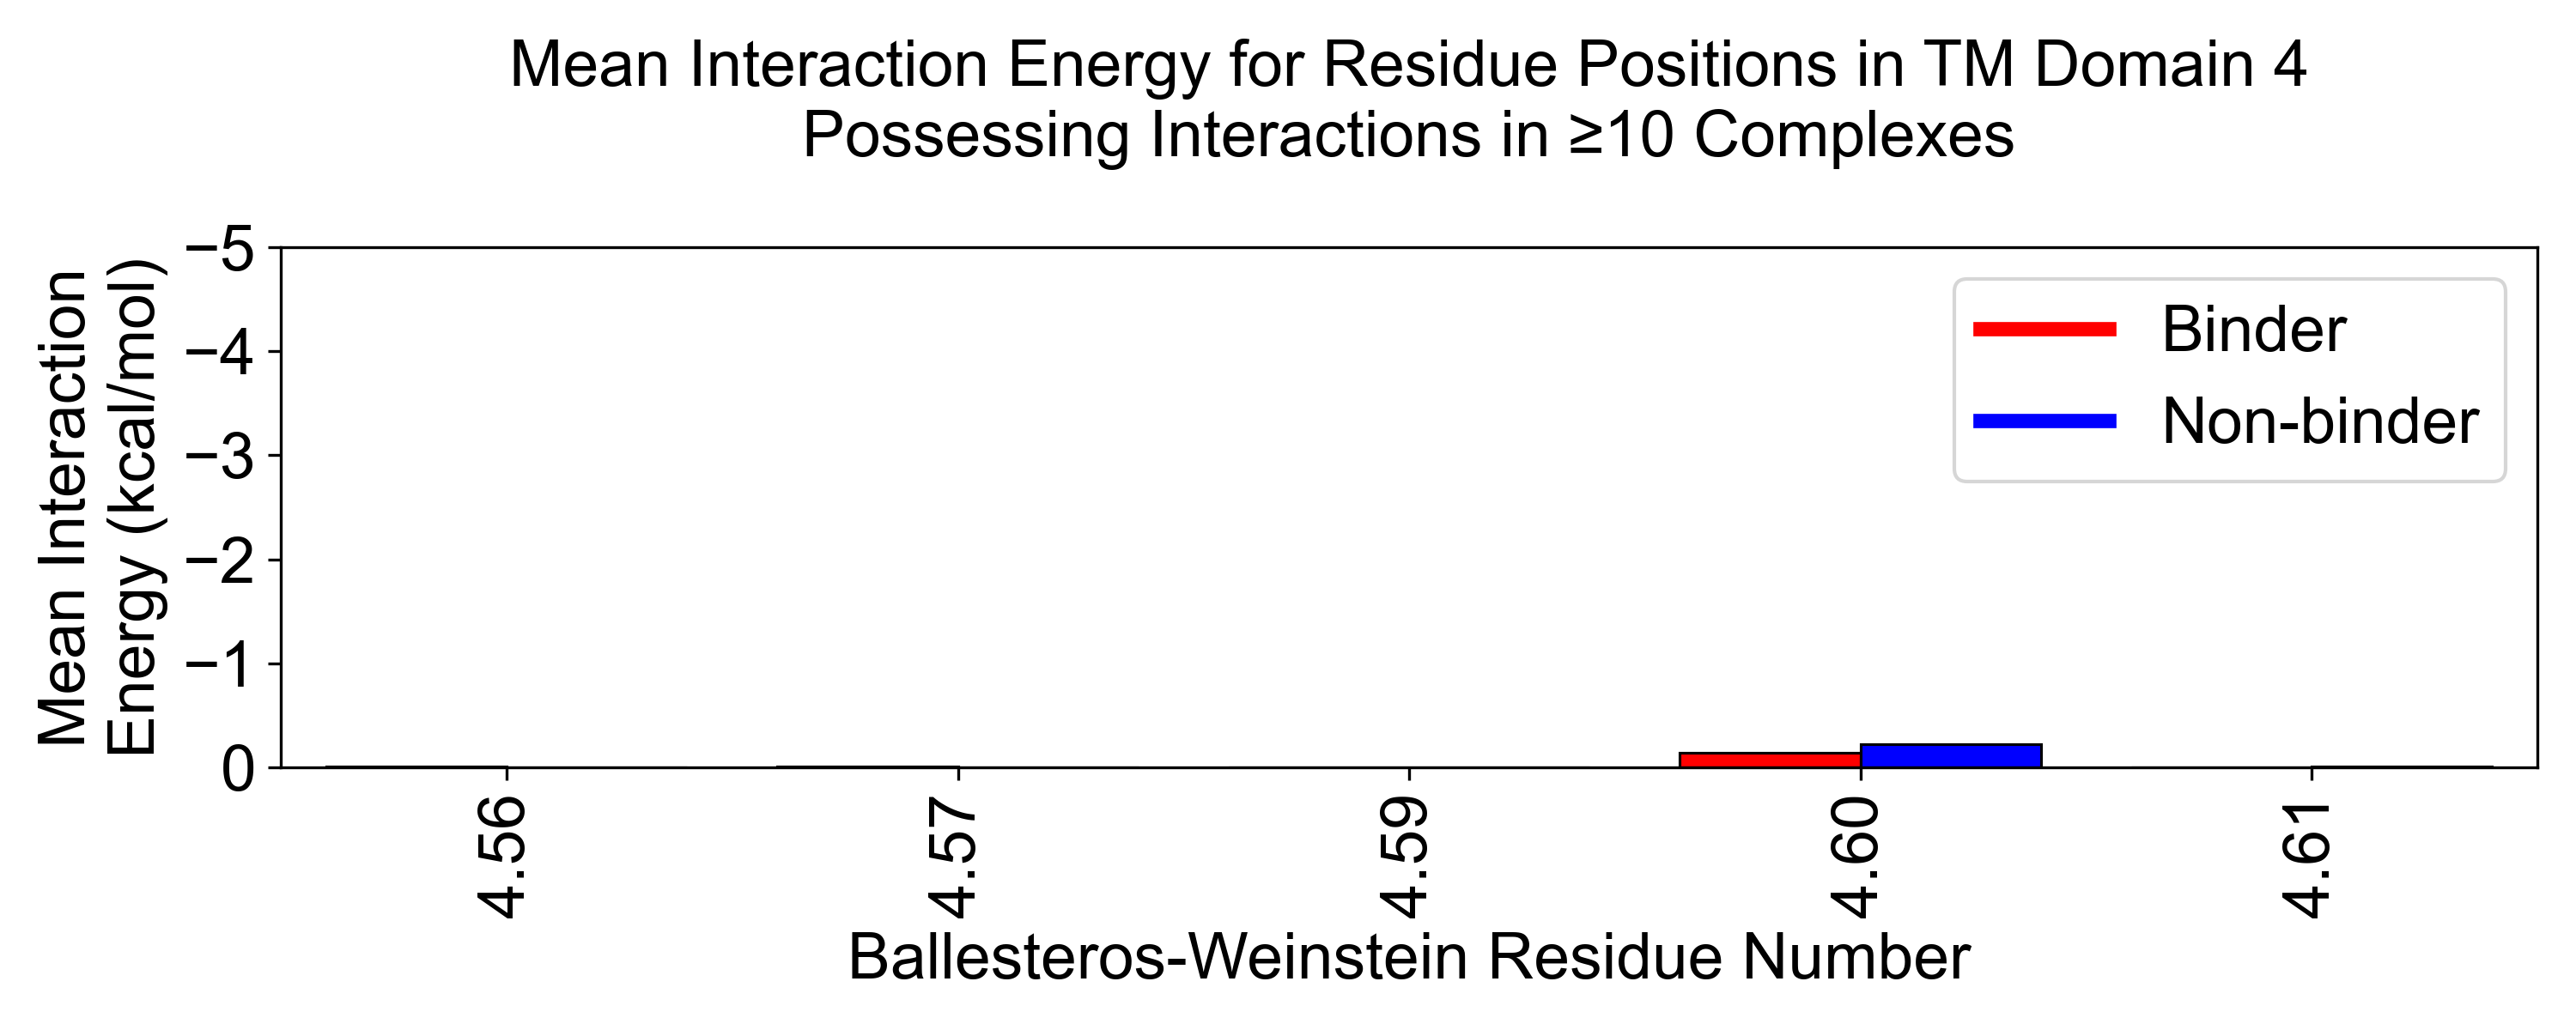 Mean Interaction Energy for Residue Positions in TM Domain 4
Possessing Interactions in ≥10 Complexes
Mean Interaction
Energy (kcal/mol)
−5
−4
−3
−2
−1
0
Binder
Non-binder
4.56
4.57
4.59
4.60
4.61
Ballesteros-Weinstein Residue Number